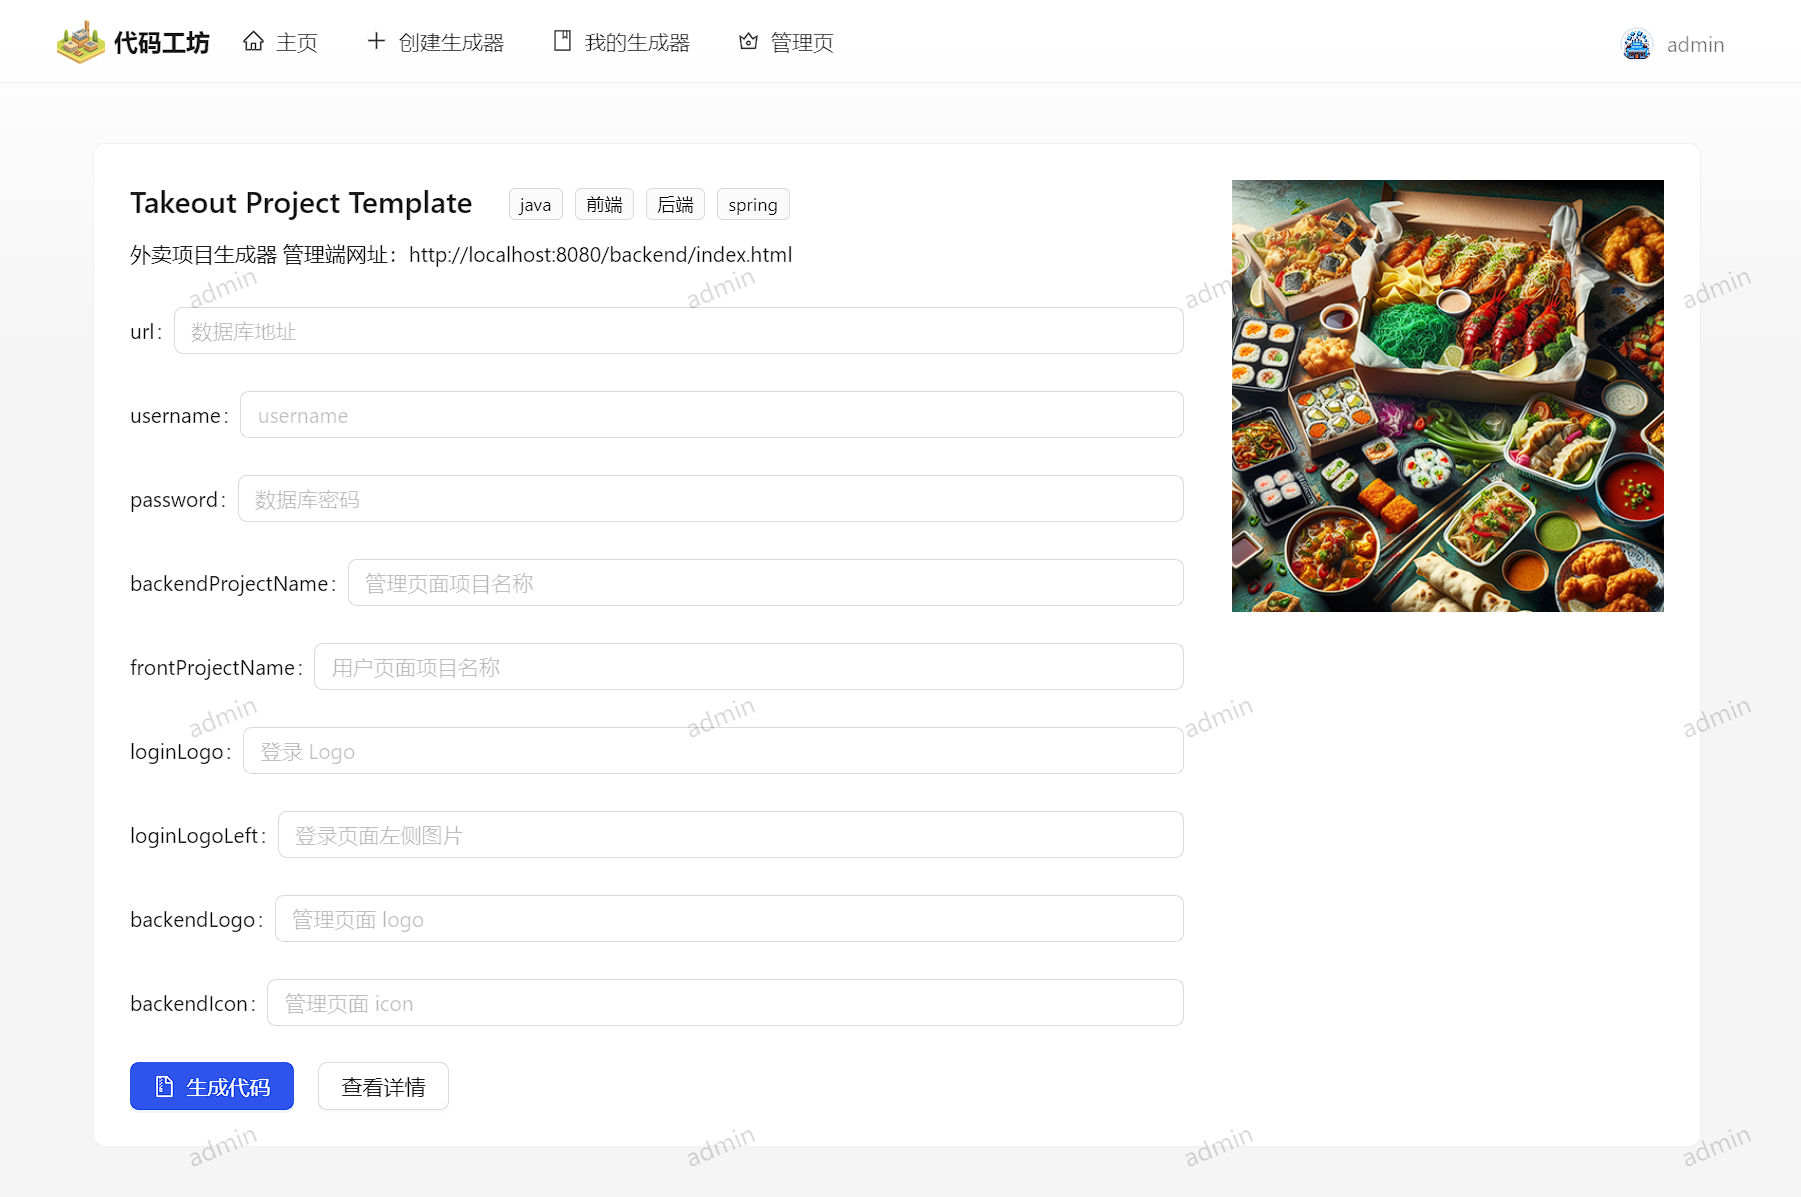 代码工坊 主页 创建生成器 我的生成器 管理页 admin
Takeout Project Template java 前端 后端 spring
外卖项目生成器 管理端网址：http://localhost:8080/backend/index.html
admin admin admin admin
url: 数据库地址
username: username
password: 数据库密码
backendProjectName: 管理页面项目名称
frontProjectName: 用户页面项目名称
admin admin admin admin
loginLogo: 登录 Logo
loginLogoLeft: 登录页面左侧图片
backendLogo: 管理页面 logo
backendIcon: 管理页面 icon
生成代码 查看详情
admin admin admin admin